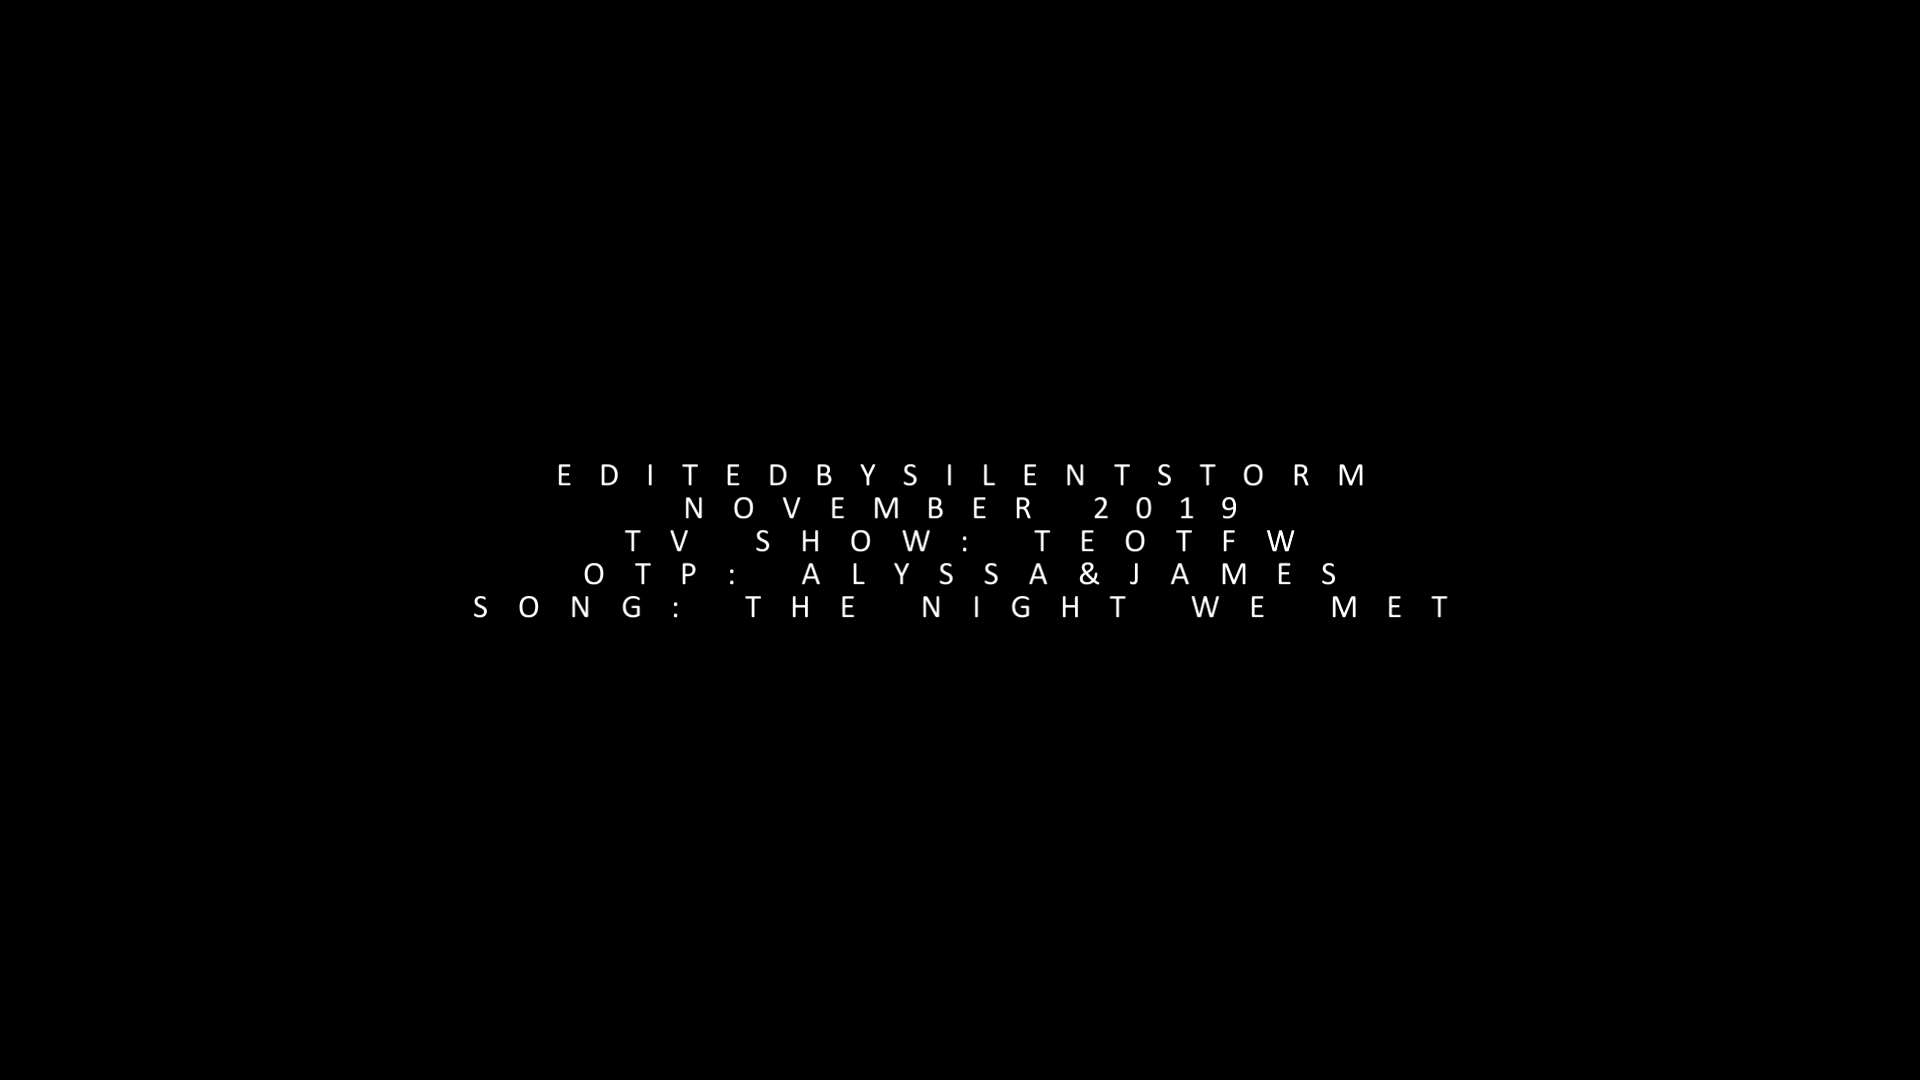 EDITEDBYSILENTSTORM
NOVEMBER 2019
TV SHOW: TEOTFW
OTP: ALYSSA&JAMES
SONG: THE NIGHT WE MET